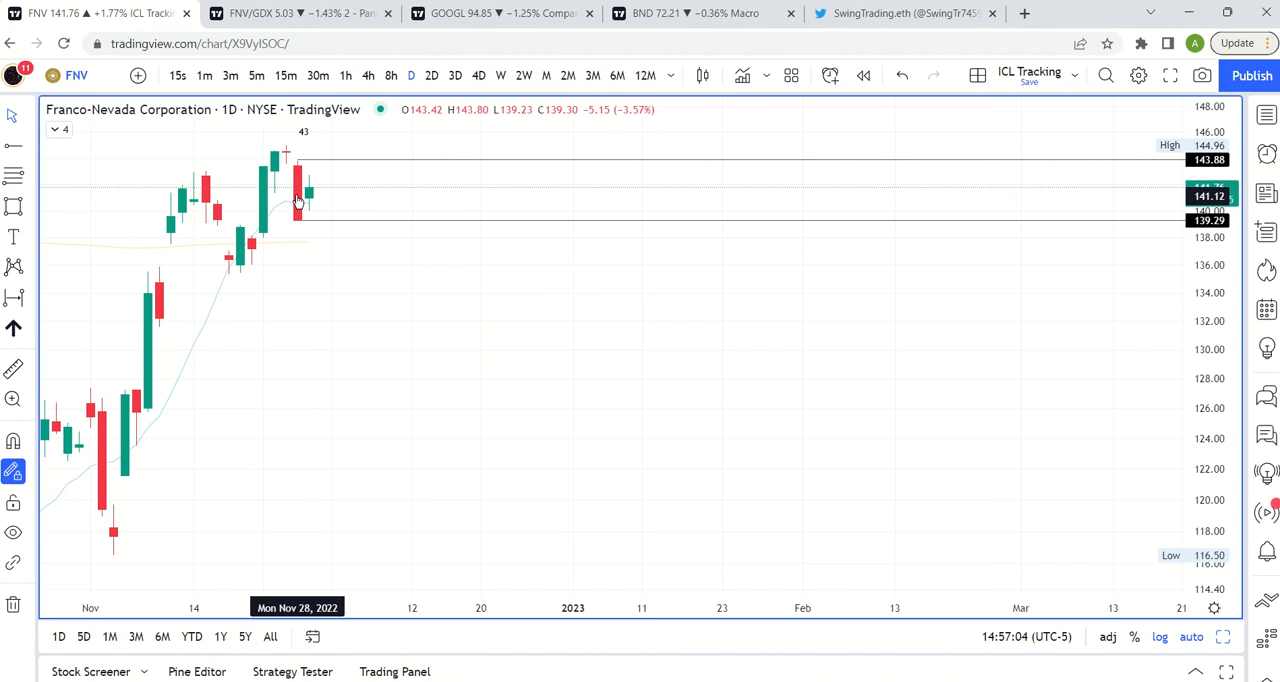 FNV 141.76 ▲ +1.77% ICL Trackin
FNV/GDX 5.03 ▼ −1.43% 2 - Pan
GOOGL 94.85 ▼ −1.25% Compa
BND 72.21 ▼ −0.36% Macro
SwingTrading.eth (@SwingTr7459
tradingview.com/chart/X9VyISOC/
A
Update
11
FNV
15s 1m 3m 5m 15m 30m 1h 4h 8h D 2D 3D 4D W 2W M 2M 3M 6M 12M
ICL Tracking
Save
Publish
Franco-Nevada Corporation · 1D · NYSE · TradingView
O143.42 H143.80 L139.23 C139.30 −5.15 (−3.57%)
4
43
148.00
146.00
High 144.96
143.88
141.12
140.00
139.29
138.00
136.00
134.00
132.00
130.00
128.00
126.00
124.00
122.00
120.00
118.00
Low 116.50
116.00
114.40
Nov 14 Mon Nov 28, 2022 12 20 2023 11 23 Feb 13 Mar 13 21
1D 5D 1M 3M 6M YTD 1Y 5Y All
14:57:04 (UTC-5)
adj % log auto
Stock Screener Pine Editor Strategy Tester Trading Panel